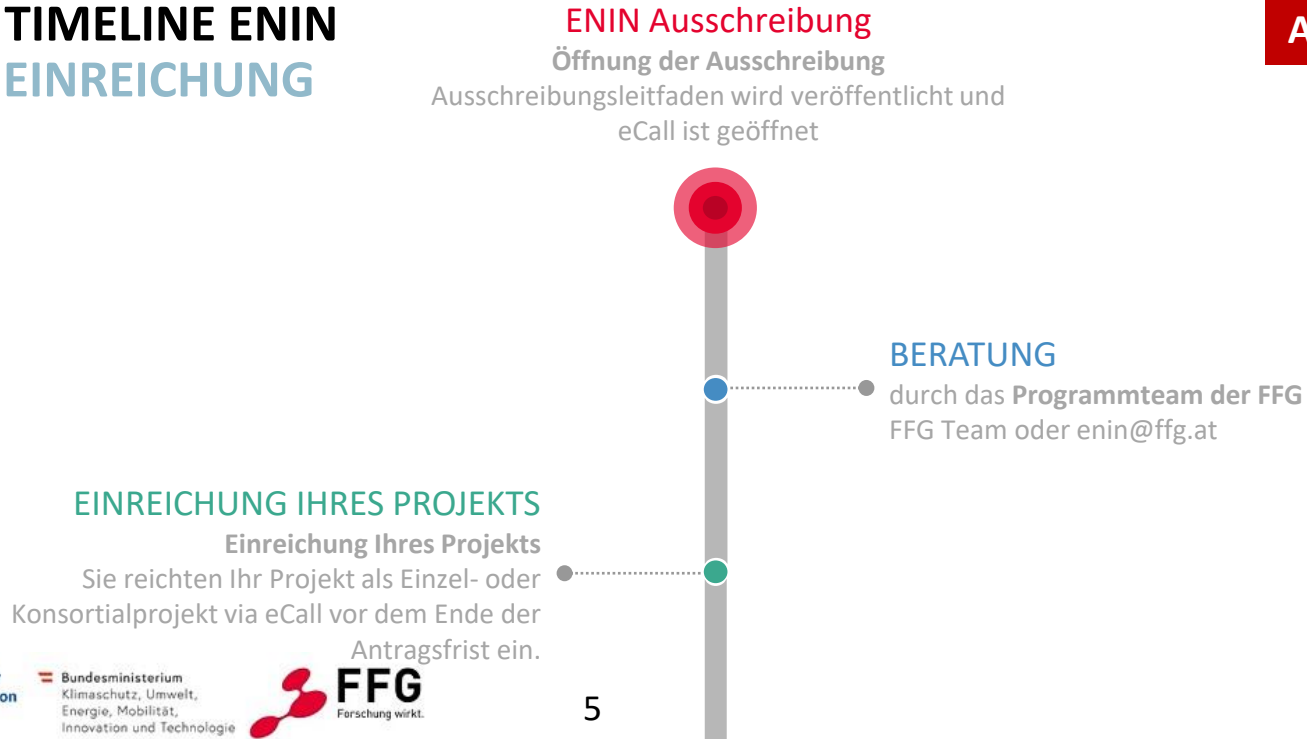 TIMELINE ENIN
EINREICHUNG
ENIN Ausschreibung
Öffnung der Ausschreibung
Ausschreibungsleitfaden wird veröffentlicht und
eCall ist geöffnet
A
BERATUNG
durch das Programmteam der FFG
FFG Team oder enin@ffg.at
EINREICHUNG IHRES PROJEKTS
Einreichung Ihres Projekts
Sie reichten Ihr Projekt als Einzel- oder
Konsortialprojekt via eCall vor dem Ende der
Antragsfrist ein.
on
Bundesministerium
Klimaschutz, Umwelt,
Energie, Mobilität,
Innovation und Technologie
FFG
Forschung wirkt.
5